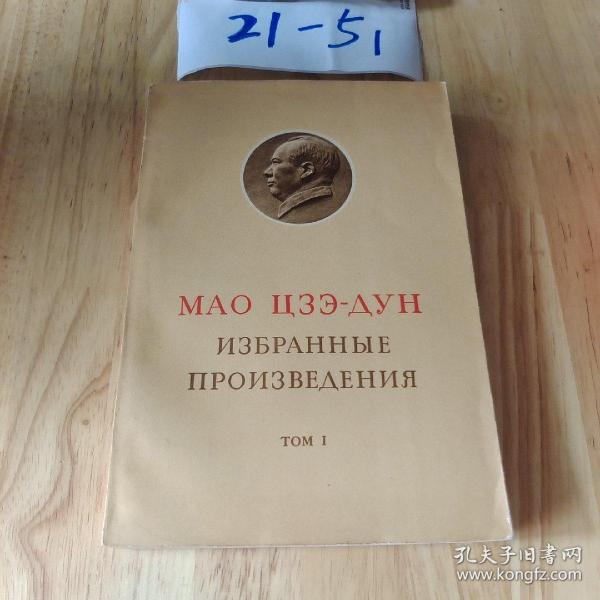 21-51
МАО ЦЗЭ-ДУН
ИЗБРАННЫЕ
ПРОИЗВЕДЕНИЯ
ТОМ I
孔夫子旧书网
www.kongfz.com